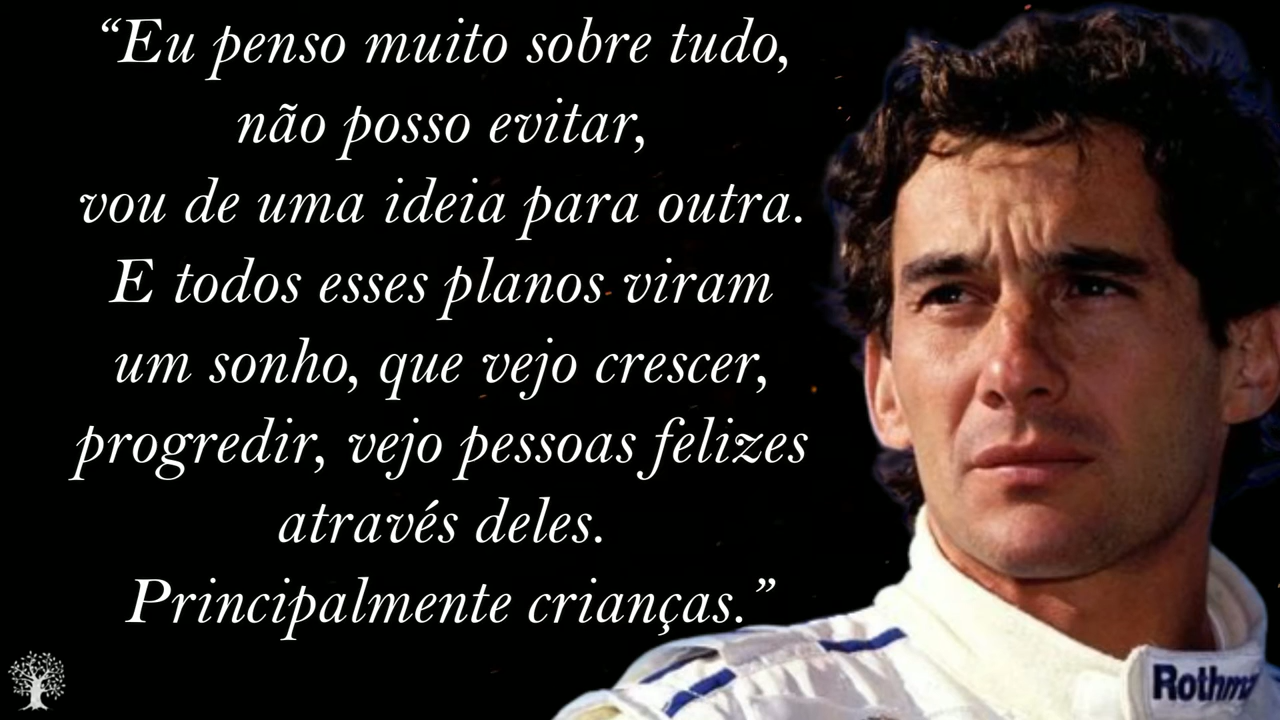 “Eu penso muito sobre tudo,
não posso evitar,
vou de uma ideia para outra.
E todos esses planos viram
um sonho, que vejo crescer,
progredir, vejo pessoas felizes
através deles.
Principalmente crianças.”
Rothma